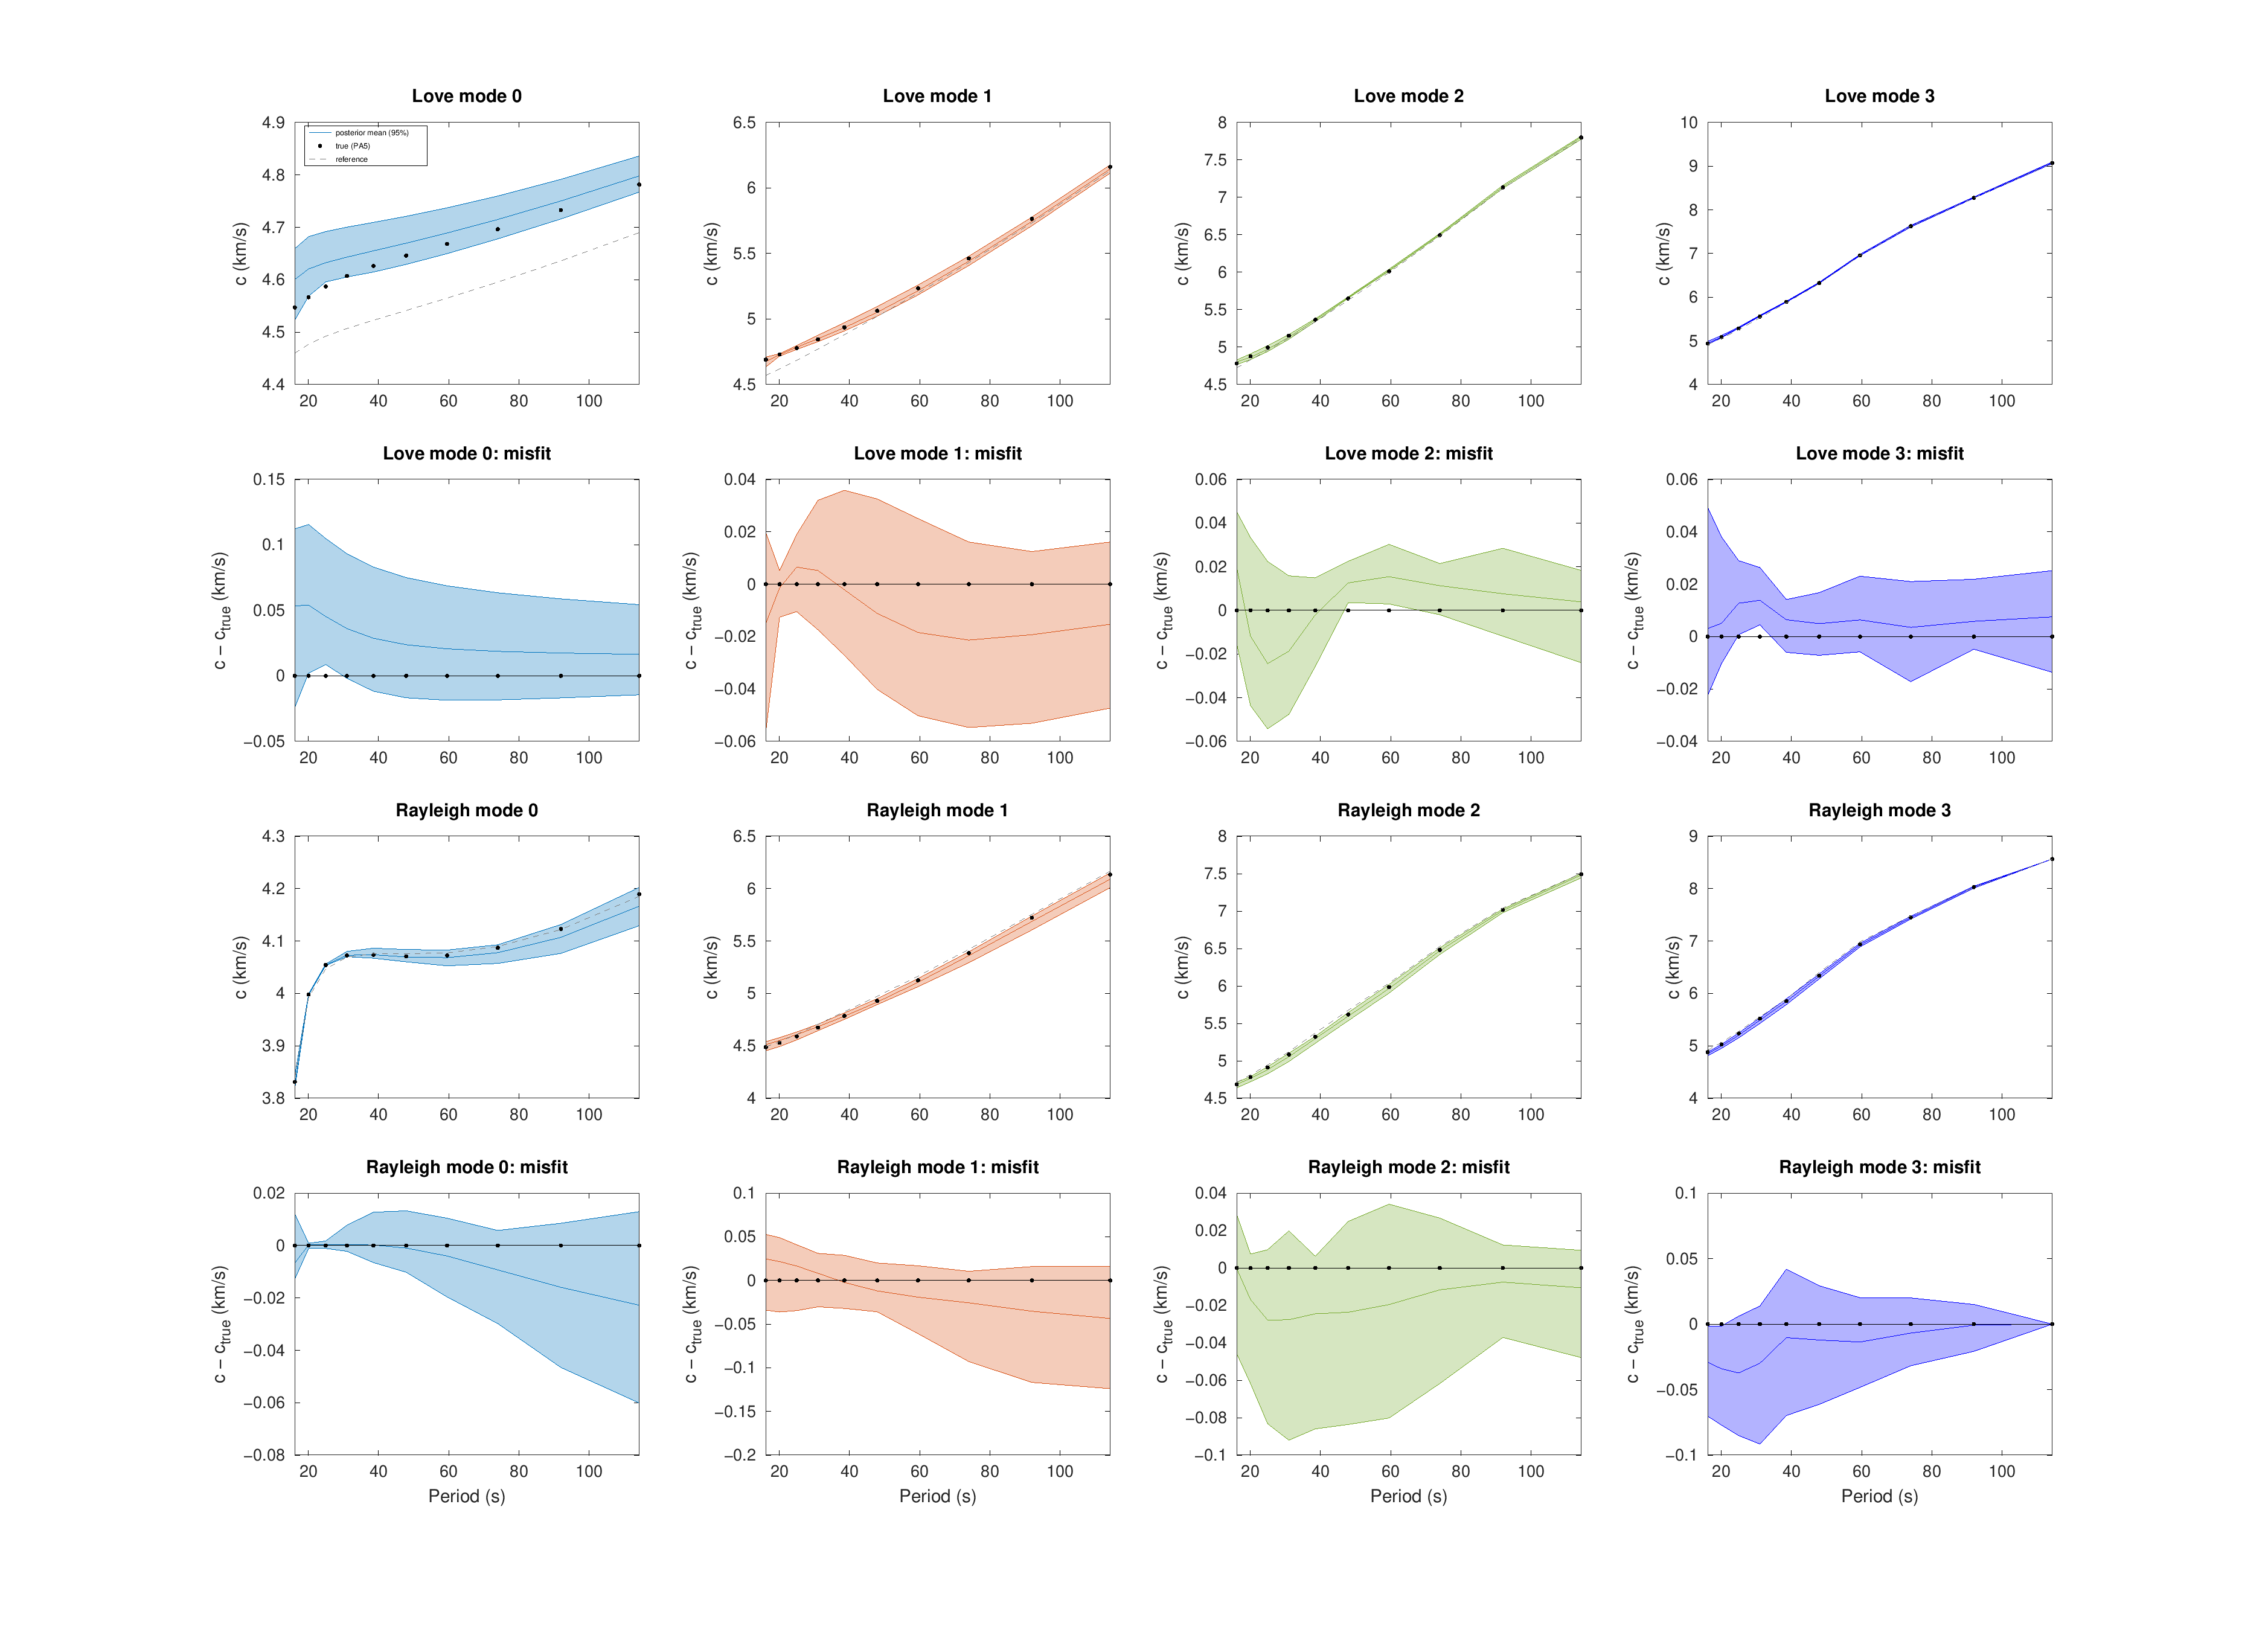 Love mode 0
Love mode 1
Love mode 2
Love mode 3
4.9
4.8
4.7
4.6
4.5
4.4
c (km/s)
posterior mean (95%)
true (PA5)
reference
20 40 60 80 100
6.5
6
5.5
5
4.5
c (km/s)
20 40 60 80 100
8
7.5
7
6.5
6
5.5
5
4.5
c (km/s)
20 40 60 80 100
10
9
8
7
6
5
4
c (km/s)
20 40 60 80 100
Love mode 0: misfit
Love mode 1: misfit
Love mode 2: misfit
Love mode 3: misfit
0.15
0.1
0.05
0
−0.05
c − c_true (km/s)
20 40 60 80 100
0.04
0.02
0
−0.02
−0.04
−0.06
c − c_true (km/s)
20 40 60 80 100
0.06
0.04
0.02
0
−0.02
−0.04
−0.06
c − c_true (km/s)
20 40 60 80 100
0.06
0.04
0.02
0
−0.02
−0.04
c − c_true (km/s)
20 40 60 80 100
Rayleigh mode 0
Rayleigh mode 1
Rayleigh mode 2
Rayleigh mode 3
4.3
4.2
4.1
4
3.9
3.8
c (km/s)
20 40 60 80 100
6.5
6
5.5
5
4.5
4
c (km/s)
20 40 60 80 100
8
7.5
7
6.5
6
5.5
5
4.5
c (km/s)
20 40 60 80 100
9
8
7
6
5
4
c (km/s)
20 40 60 80 100
Rayleigh mode 0: misfit
Rayleigh mode 1: misfit
Rayleigh mode 2: misfit
Rayleigh mode 3: misfit
0.02
0
−0.02
−0.04
−0.06
−0.08
c − c_true (km/s)
20 40 60 80 100
Period (s)
0.1
0.05
0
−0.05
−0.1
−0.15
−0.2
c − c_true (km/s)
20 40 60 80 100
Period (s)
0.04
0.02
0
−0.02
−0.04
−0.06
−0.08
−0.1
c − c_true (km/s)
20 40 60 80 100
Period (s)
0.1
0.05
0
−0.05
−0.1
c − c_true (km/s)
20 40 60 80 100
Period (s)